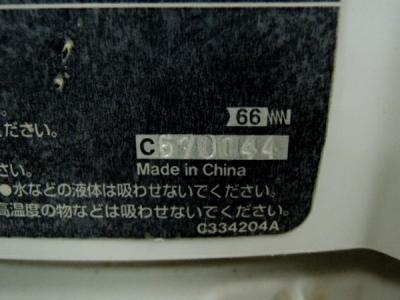 。
ください。
66
C570144
さい。
Made in China
●水などの液体は吸わせないでください。
高温度の物などは吸わせないでください。
C334204A